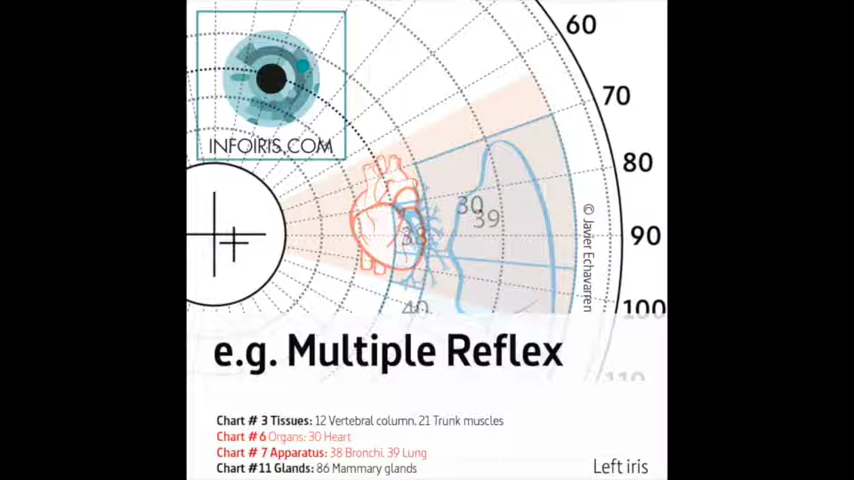 60
70
INFOIRIS.COM
80
30
39
38
90
© Javier Echavarren
40
100
110
e.g. Multiple Reflex
Chart # 3 Tissues: 12 Vertebral column. 21 Trunk muscles
Chart # 6 Organs: 30 Heart
Chart # 7 Apparatus: 38 Bronchi. 39 Lung
Chart #11 Glands: 86 Mammary glands
Left iris